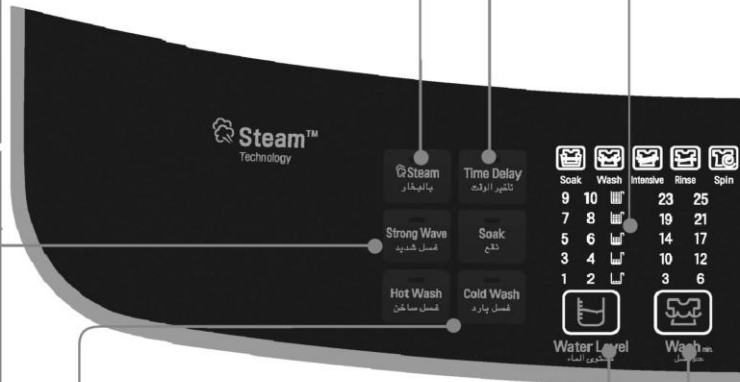 Steam™
Technology
Steam
بالبخار
Time Delay
تأخير الوقت
Strong Wave
غسل شديد
Soak
نقع
Hot Wash
غسل ساخن
Cold Wash
غسل بارد
Soak Wash Intensive Rinse Spin
9 10 23 25
7 8 19 21
5 6 14 17
3 4 10 12
1 2 3 6
Water Level
مستوى الماء
Wash min.